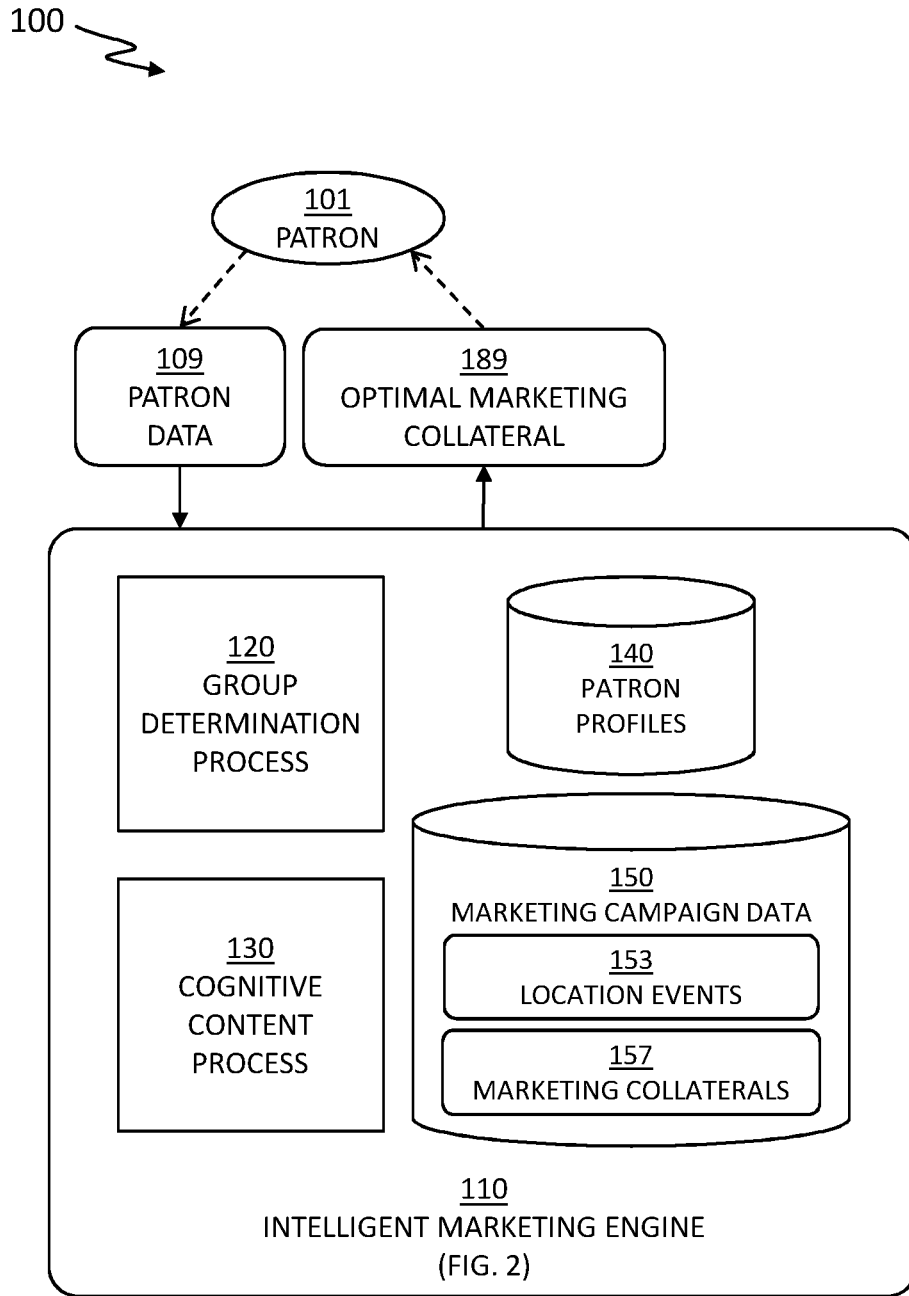 100
101
PATRON
109
PATRON
DATA
189
OPTIMAL MARKETING
COLLATERAL
120
GROUP
DETERMINATION
PROCESS
140
PATRON
PROFILES
130
COGNITIVE
CONTENT
PROCESS
150
MARKETING CAMPAIGN DATA
153
LOCATION EVENTS
157
MARKETING COLLATERALS
110
INTELLIGENT MARKETING ENGINE
(FIG. 2)